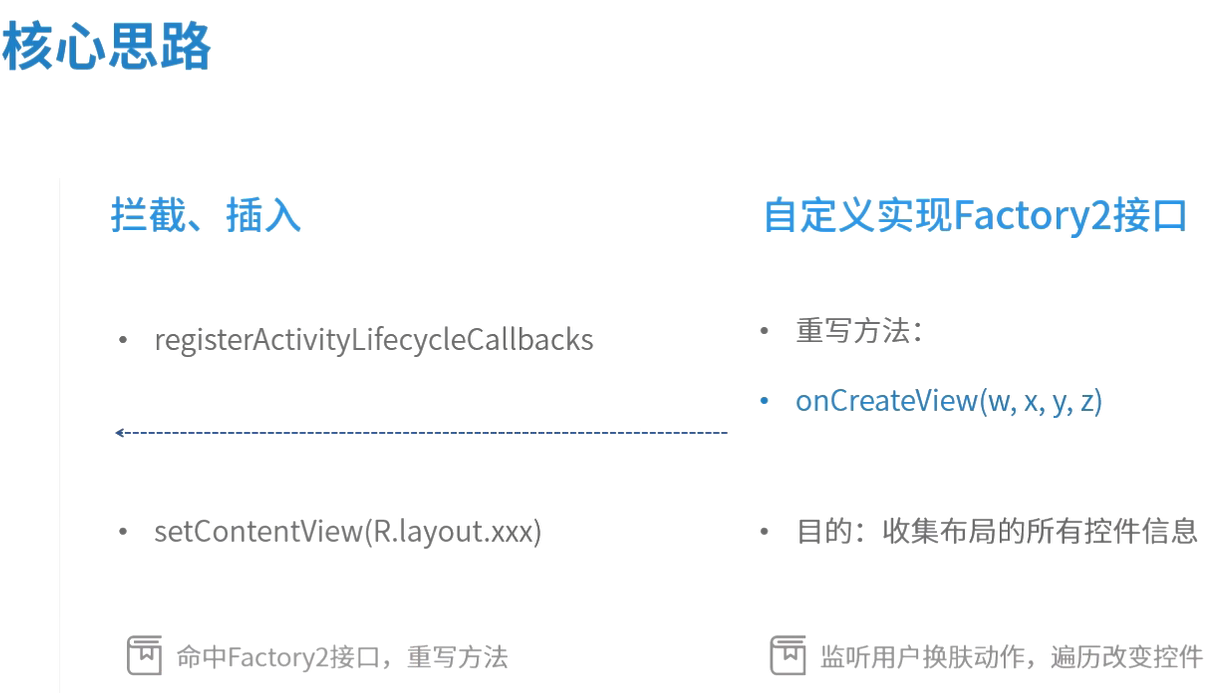 核心思路
拦截、插入
• registerActivityLifecycleCallbacks
• setContentView(R.layout.xxx)
命中Factory2接口，重写方法
自定义实现Factory2接口
• 重写方法：
• onCreateView(w, x, y, z)
• 目的：收集布局的所有控件信息
监听用户换肤动作，遍历改变控件